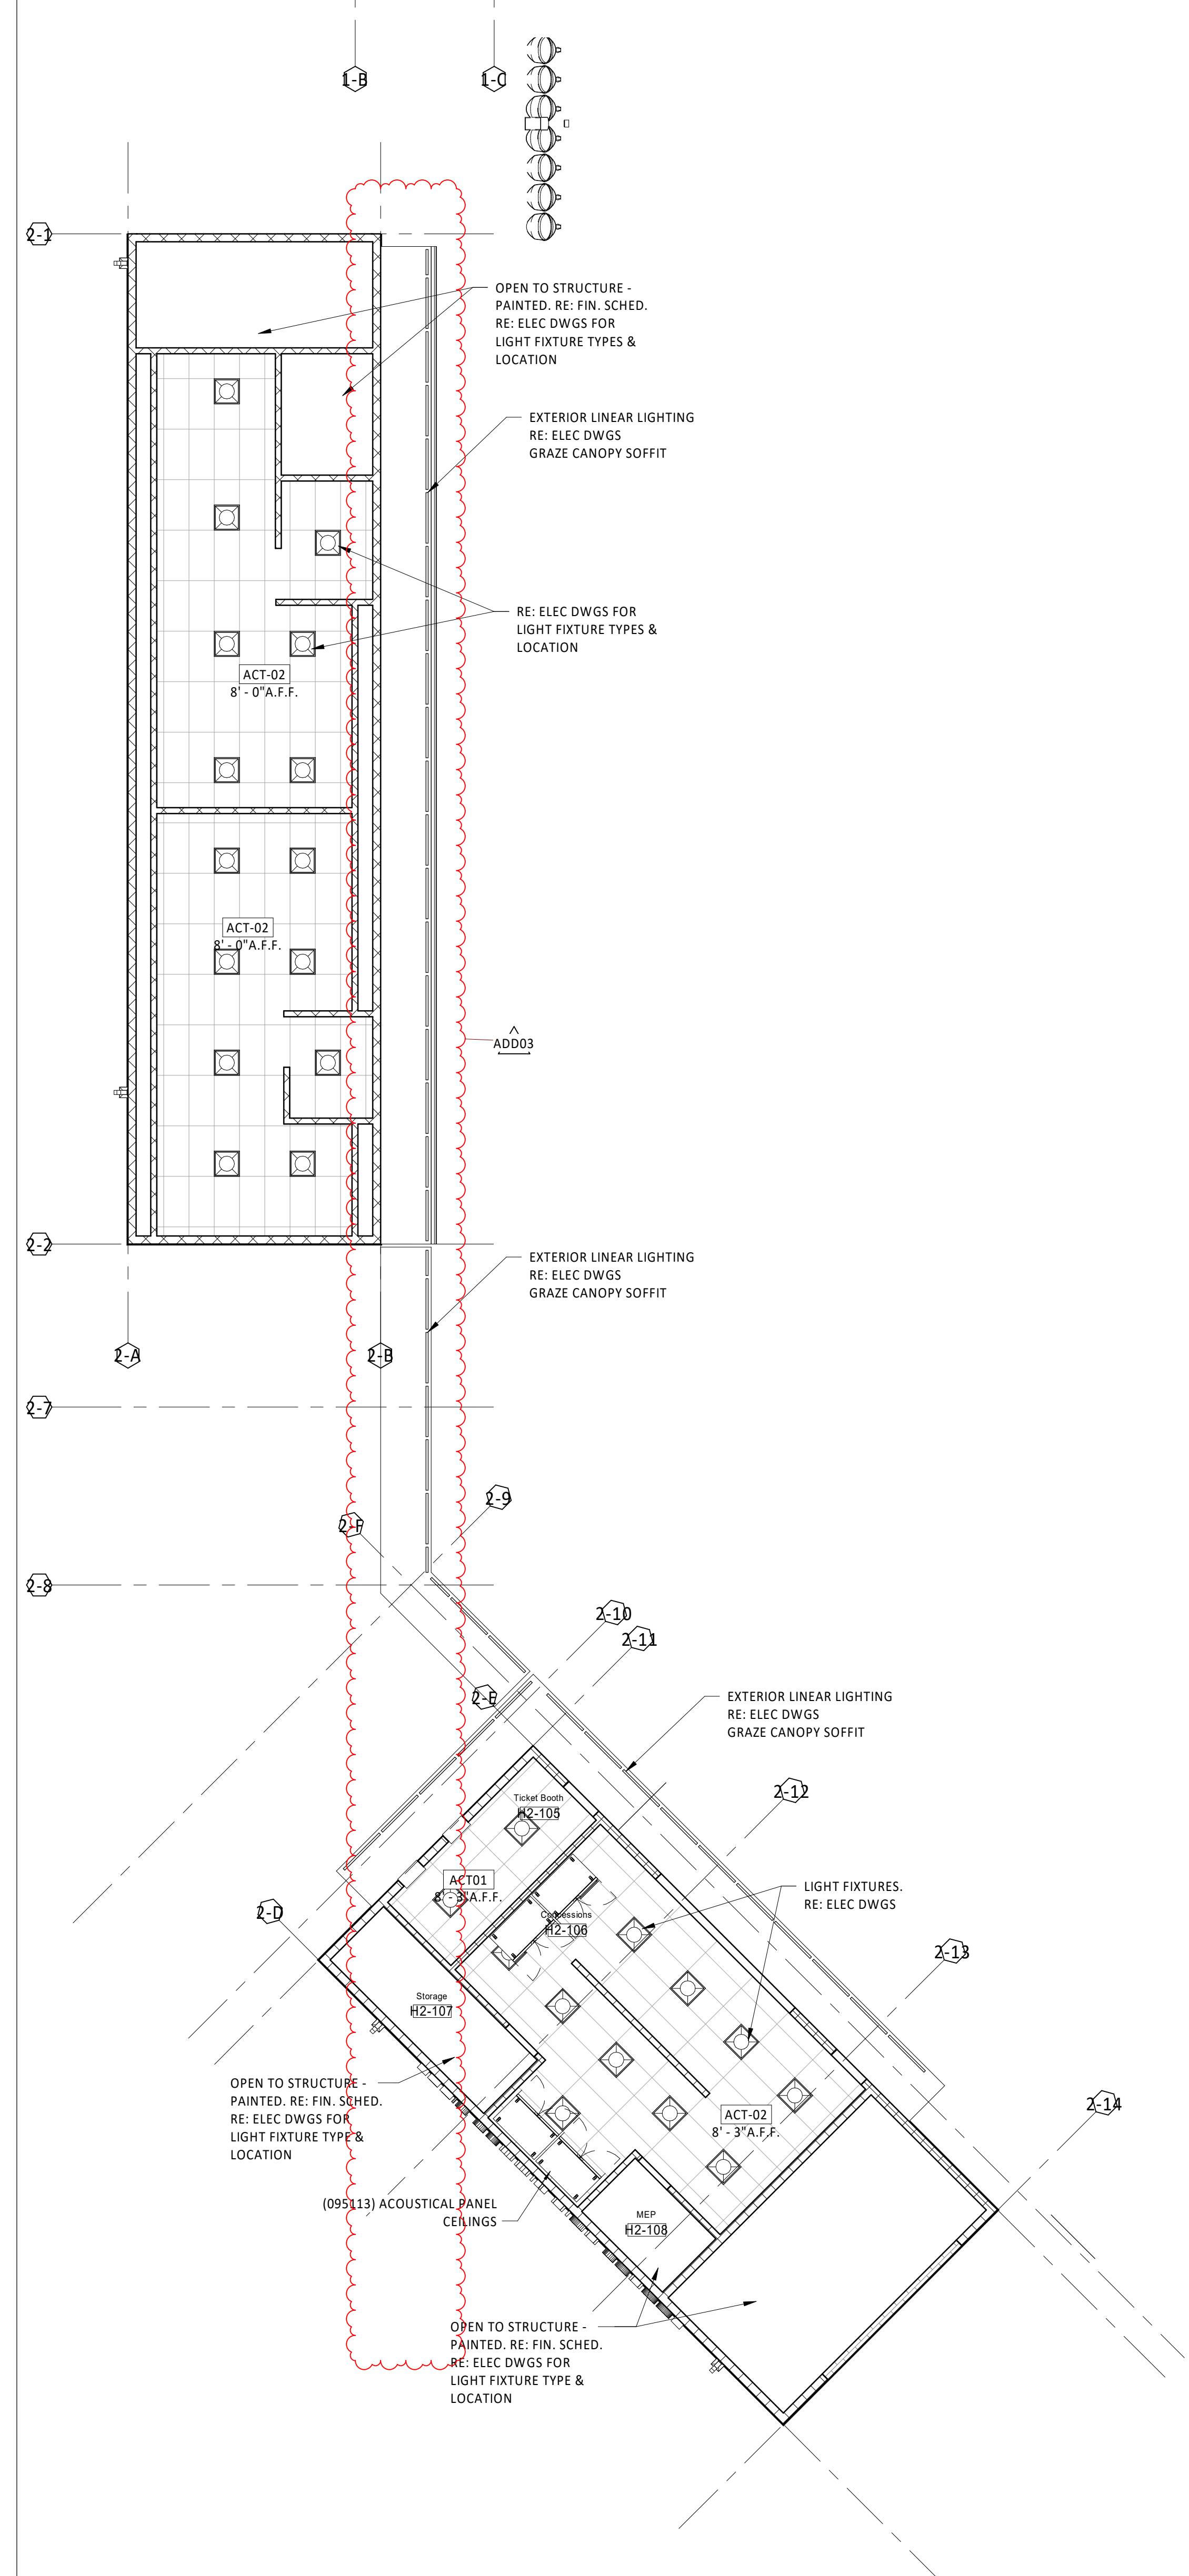 1-B
1-C
2-1
OPEN TO STRUCTURE -
PAINTED. RE: FIN. SCHED.
RE: ELEC DWGS FOR
LIGHT FIXTURE TYPES &
LOCATION
EXTERIOR LINEAR LIGHTING
RE: ELEC DWGS
GRAZE CANOPY SOFFIT
RE: ELEC DWGS FOR
LIGHT FIXTURE TYPES &
LOCATION
ACT-02
8' - 0"A.F.F.
ACT-02
8' - 0"A.F.F.
ADD03
2-2
EXTERIOR LINEAR LIGHTING
RE: ELEC DWGS
GRAZE CANOPY SOFFIT
2-A
2-B
2-7
2-9
2-F
2-8
2-10
2-11
2-E
EXTERIOR LINEAR LIGHTING
RE: ELEC DWGS
GRAZE CANOPY SOFFIT
2-12
Ticket Booth
H2-105
ACT01
8' - 3"A.F.F.
LIGHT FIXTURES.
RE: ELEC DWGS
2-D
Concessions
H2-106
2-13
Storage
H2-107
OPEN TO STRUCTURE -
PAINTED. RE: FIN. SCHED.
RE: ELEC DWGS FOR
LIGHT FIXTURE TYPE &
LOCATION
2-14
ACT-02
8' - 3"A.F.F.
(095113) ACOUSTICAL PANEL
CEILINGS
MEP
H2-108
OPEN TO STRUCTURE -
PAINTED. RE: FIN. SCHED.
RE: ELEC DWGS FOR
LIGHT FIXTURE TYPE &
LOCATION